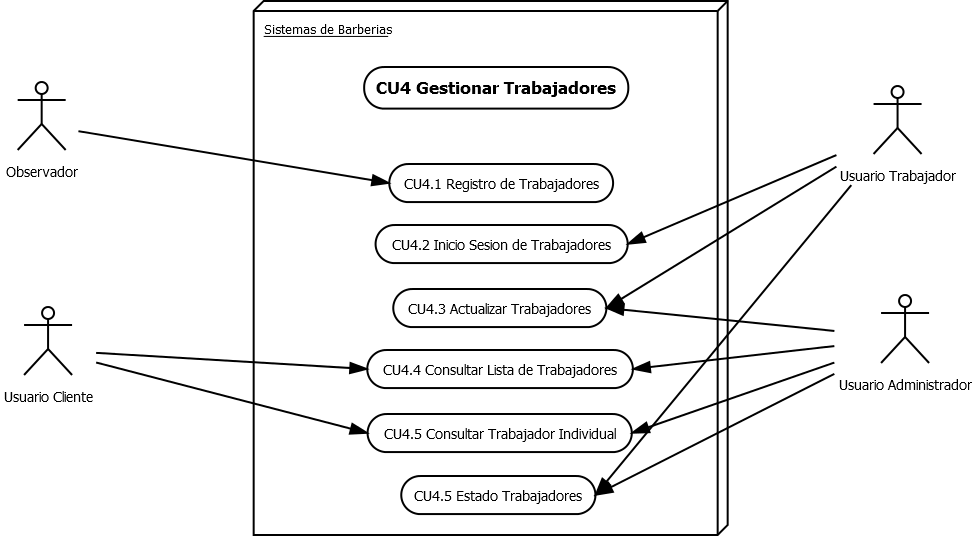 Sistemas de Barberias
CU4 Gestionar Trabajadores
Observador
CU4.1 Registro de Trabajadores
Usuario Trabajador
CU4.2 Inicio Sesion de Trabajadores
CU4.3 Actualizar Trabajadores
CU4.4 Consultar Lista de Trabajadores
Usuario Administrador
Usuario Cliente
CU4.5 Consultar Trabajador Individual
CU4.5 Estado Trabajadores